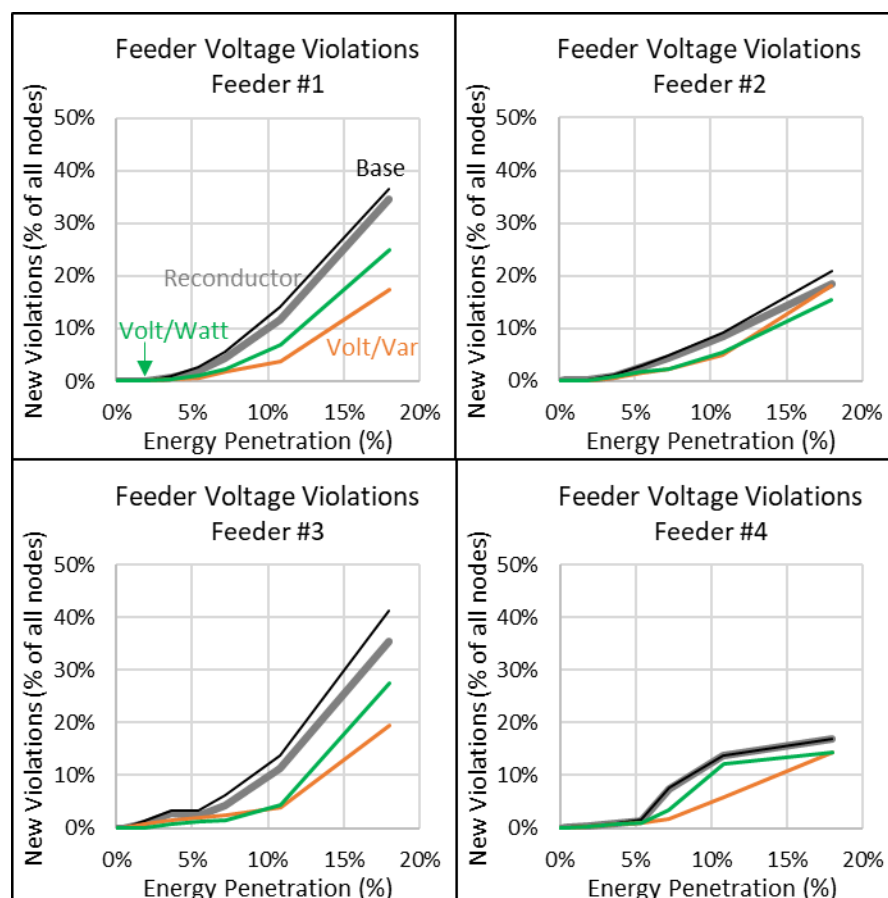 Feeder Voltage Violations
Feeder #1
New Violations (% of all nodes)
50%
40%
30%
20%
10%
0%
Base
Reconductor
Volt/Watt
Volt/Var
0% 5% 10% 15% 20%
Energy Penetration (%)
Feeder Voltage Violations
Feeder #2
New Violations (% of all nodes)
50%
40%
30%
20%
10%
0%
0% 5% 10% 15% 20%
Energy Penetration (%)
Feeder Voltage Violations
Feeder #3
New Violations (% of all nodes)
50%
40%
30%
20%
10%
0%
0% 5% 10% 15% 20%
Energy Penetration (%)
Feeder Voltage Violations
Feeder #4
New Violations (% of all nodes)
50%
40%
30%
20%
10%
0%
0% 5% 10% 15% 20%
Energy Penetration (%)